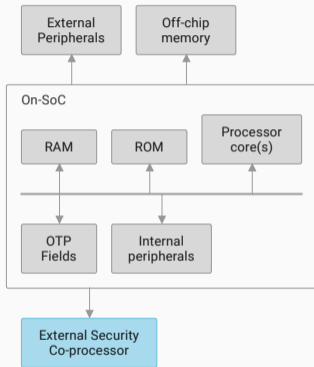 External
Peripherals
Off-chip
memory
On-SoC
RAM
ROM
Processor
core(s)
OTP
Fields
Internal
peripherals
External Security
Co-processor